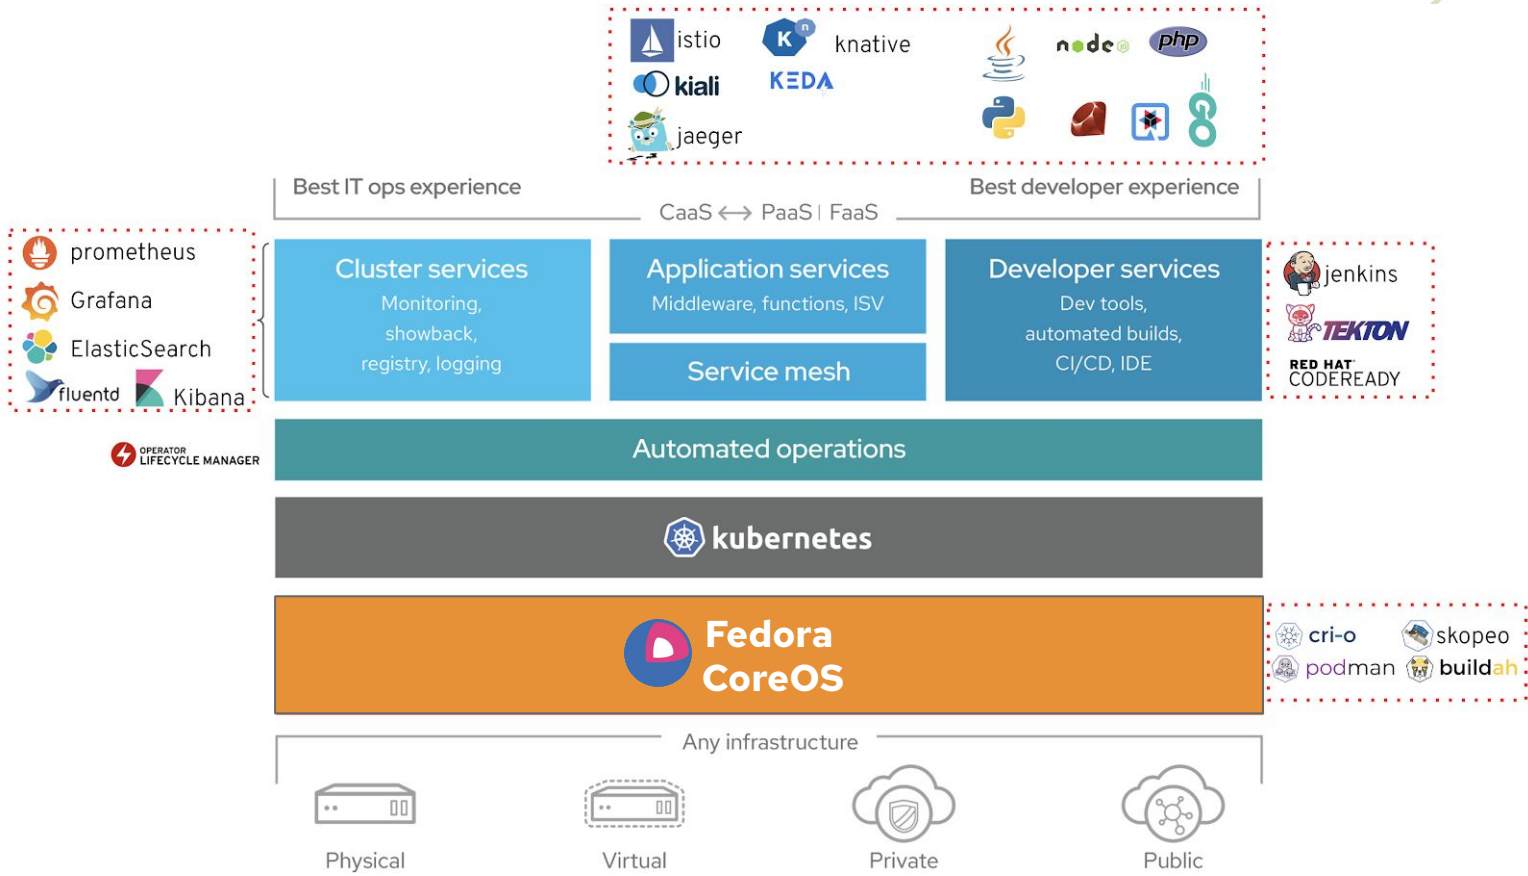 istio
knative
node
js
php
kiali
KEDA
jaeger
GO
Best IT ops experience
Best developer experience
CaaS ↔ PaaS | FaaS
prometheus
Grafana
ElasticSearch
fluentd
Kibana
Cluster services
Monitoring,
showback,
registry, logging
Application services
Middleware, functions, ISV
Service mesh
Developer services
Dev tools,
automated builds,
CI/CD, IDE
jenkins
TEKTON
RED HAT
CODEREADY
OPERATOR
LIFECYCLE MANAGER
Automated operations
kubernetes
Fedora
CoreOS
cri-o
skopeo
podman
buildah
Any infrastructure
Physical
Virtual
Private
Public